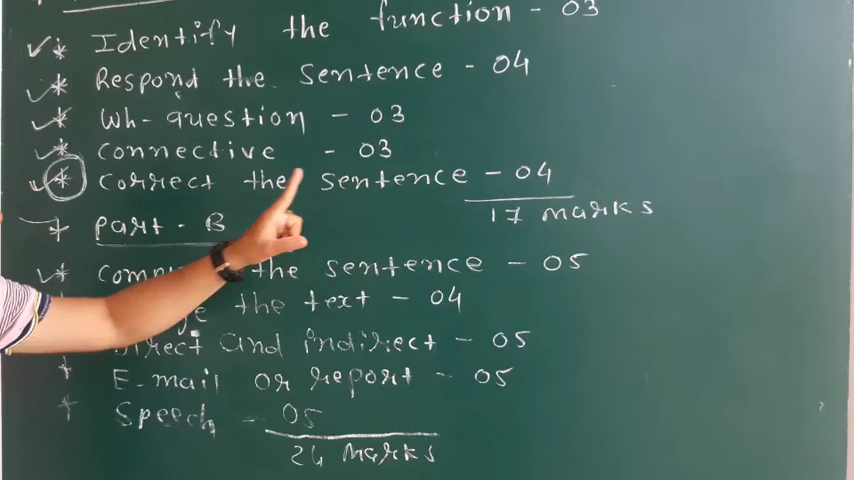 Identify the function - 03
* Respond the sentence - 04
* Wh-question - 03
* Connective - 03
* Correct the sentence - 04
17 marks
* Part - B
* the sentence - 05
the text - 04
Direct and indirect - 05
* E-mail or report - 05
* Speech - 05
24 marks